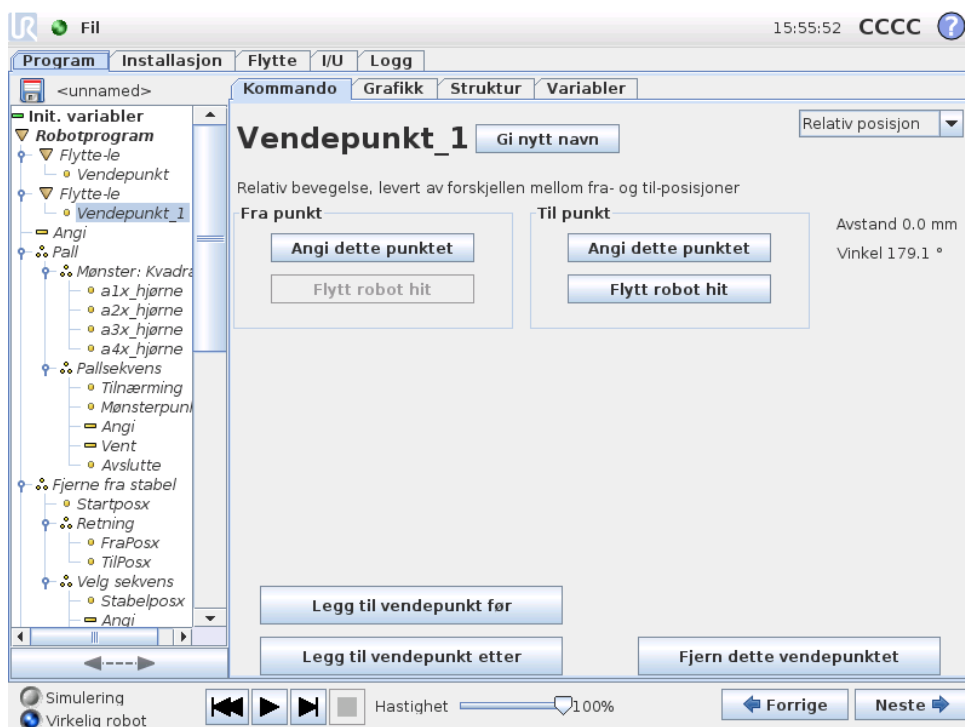 UR Fil 15:55:52 CCCC ?
Program Installasjon Flytte I/U Logg
<unnamed>
Init. variabler
Robotprogram
Flytte-le
Vendepunkt
Flytte-le
Vendepunkt_1
Angi
Pall
Mønster: Kvadra
a1x_hjørne
a2x_hjørne
a3x_hjørne
a4x_hjørne
Pallsekvens
Tilnærming
Mønsterpunl
Angi
Vent
Avslutte
Fjerne fra stabel
Startposx
Retning
FraPosx
TilPosx
Velg sekvens
Stabelposx
Angi
Kommando Grafikk Struktur Variabler
Vendepunkt_1 Gi nytt navn
Relativ posisjon
Relativ bevegelse, levert av forskjellen mellom fra- og til-posisjoner
Fra punkt
Angi dette punktet
Flytt robot hit
Til punkt
Angi dette punktet
Flytt robot hit
Avstand 0.0 mm
Vinkel 179.1 °
Legg til vendepunkt før
Legg til vendepunkt etter
Fjern dette vendepunktet
Simulering
Virkelig robot
Hastighet 100%
Forrige
Neste